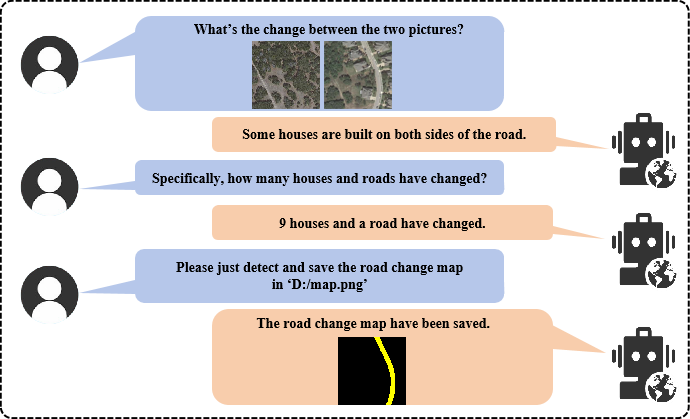 What's the change between the two pictures?
Some houses are built on both sides of the road.
Specifically, how many houses and roads have changed?
9 houses and a road have changed.
Please just detect and save the road change map
in ‘D:/map.png’
The road change map have been saved.